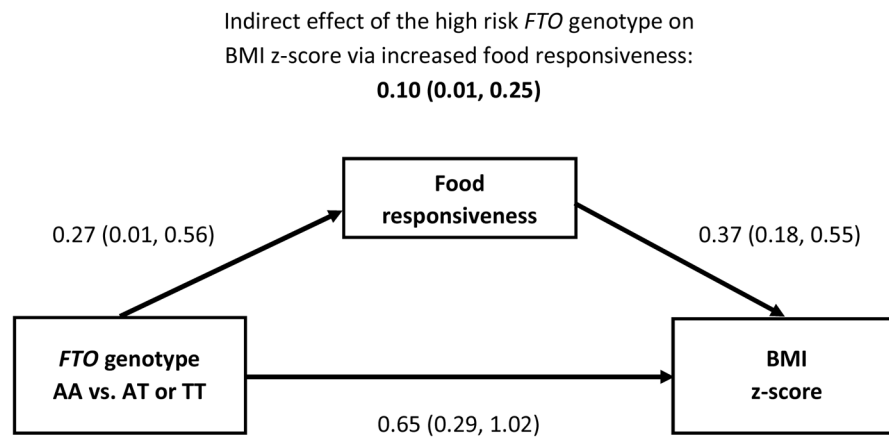 Indirect effect of the high risk FTO genotype on
BMI z-score via increased food responsiveness:
0.10 (0.01, 0.25)
Food
responsiveness
0.27 (0.01, 0.56)
0.37 (0.18, 0.55)
FTO genotype
AA vs. AT or TT
BMI
z-score
0.65 (0.29, 1.02)